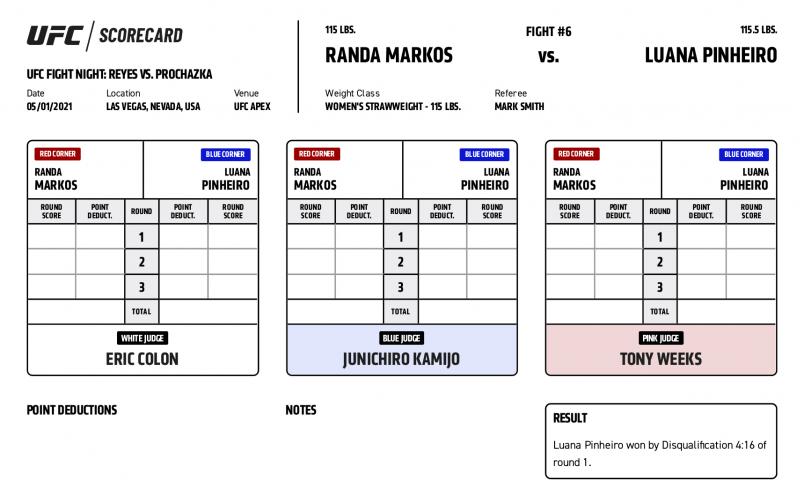 UFC SCORECARD
UFC FIGHT NIGHT: REYES VS. PROCHAZKA
Date Location Venue
05/01/2021 LAS VEGAS, NEVADA, USA UFC APEX
115 LBS. FIGHT #6 115.5 LBS.
RANDA MARKOS VS. LUANA PINHEIRO
Weight Class Referee
WOMEN'S STRAWWEIGHT - 115 LBS. MARK SMITH
RED CORNER BLUE CORNER
RANDA LUANA
MARKOS PINHEIRO
ROUND POINT ROUND POINT ROUND
SCORE DEDUCT. DEDUCT. SCORE
1
2
3
TOTAL
WHITE JUDGE
ERIC COLON
RED CORNER BLUE CORNER
RANDA LUANA
MARKOS PINHEIRO
ROUND POINT ROUND POINT ROUND
SCORE DEDUCT. DEDUCT. SCORE
1
2
3
TOTAL
BLUE JUDGE
JUNICHIRO KAMIJO
RED CORNER BLUE CORNER
RANDA LUANA
MARKOS PINHEIRO
ROUND POINT ROUND POINT ROUND
SCORE DEDUCT. DEDUCT. SCORE
1
2
3
TOTAL
PINK JUDGE
TONY WEEKS
POINT DEDUCTIONS
NOTES
RESULT
Luana Pinheiro won by Disqualification 4:16 of
round 1.